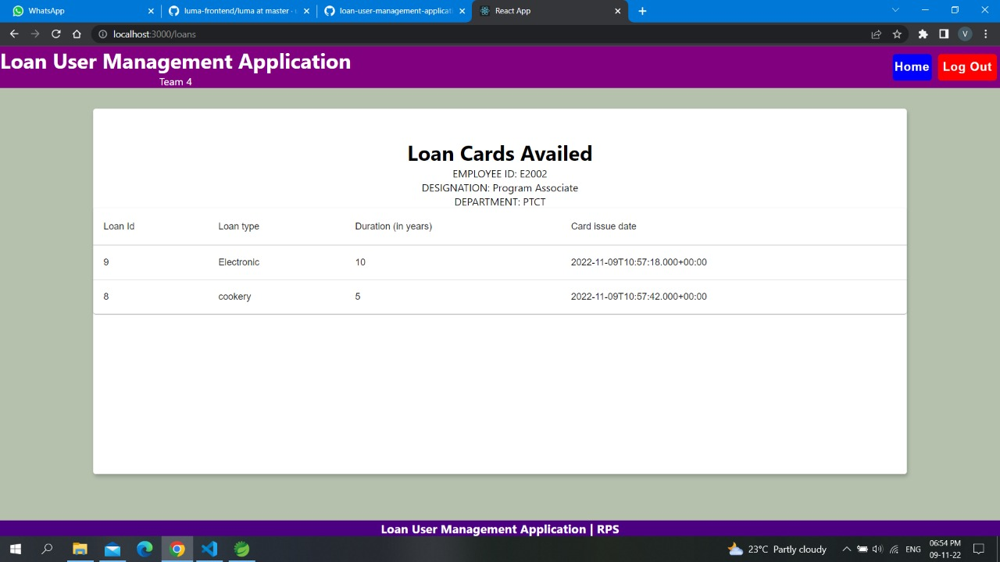 WhatsApp
luma-frontend/luma at master ·
loan-user-management-applicat
React App
localhost:3000/loans
V
Loan User Management Application
Team 4
Home
Log Out
Loan Cards Availed
EMPLOYEE ID: E2002
DESIGNATION: Program Associate
DEPARTMENT: PTCT
Loan Id Loan type Duration (in years) Card issue date
9 Electronic 10 2022-11-09T10:57:18.000+00:00
8 cookery 5 2022-11-09T10:57:42.000+00:00
Loan User Management Application | RPS
23°C Partly cloudy
ENG
06:54 PM
09-11-22